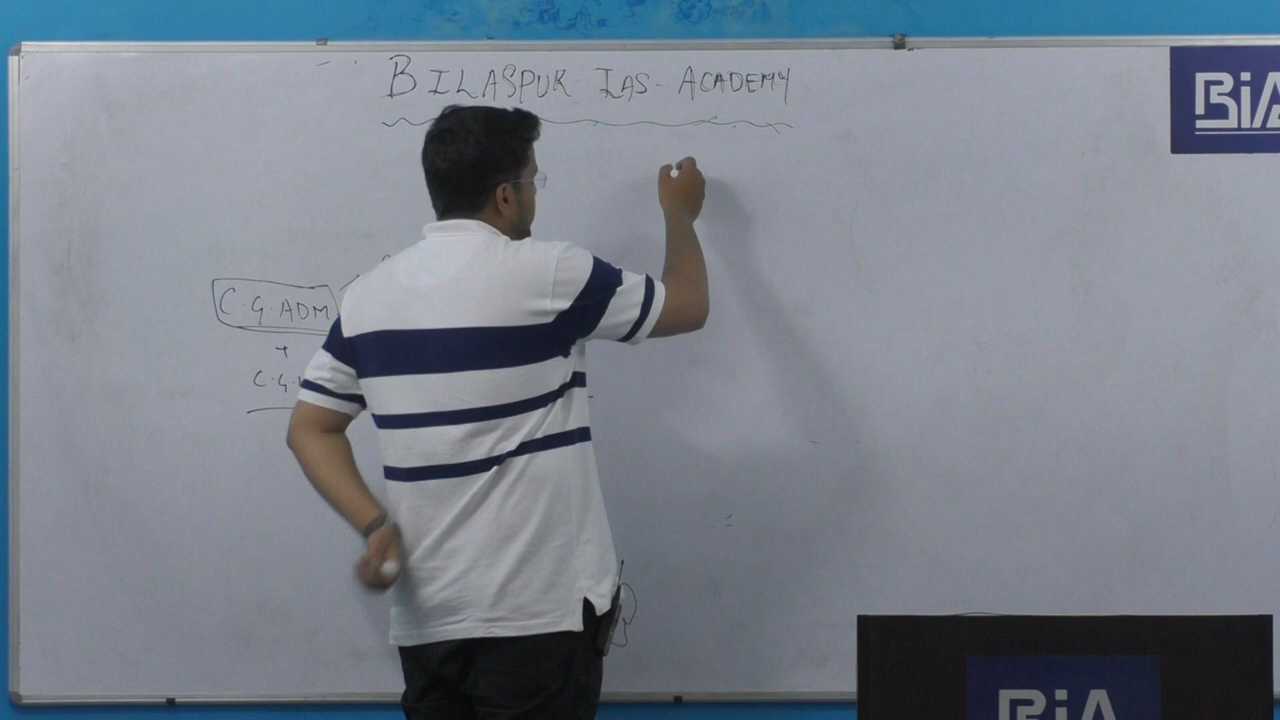 BILASPUR IAS- ACADEMY
BiA
C.G.ADM
+
C.G.
BiA